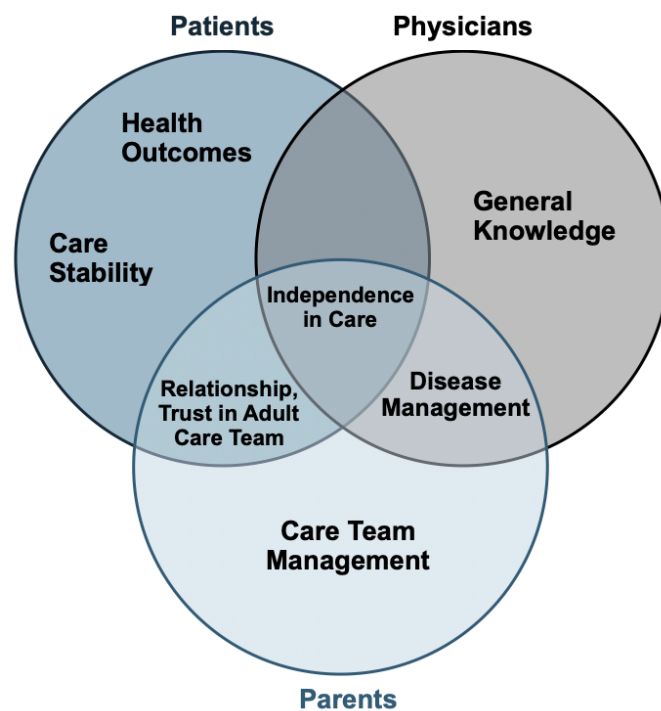 Patients
Physicians
Health
Outcomes
General
Knowledge
Care
Stability
Independence
in Care
Disease
Management
Relationship,
Trust in Adult
Care Team
Care Team
Management
Parents